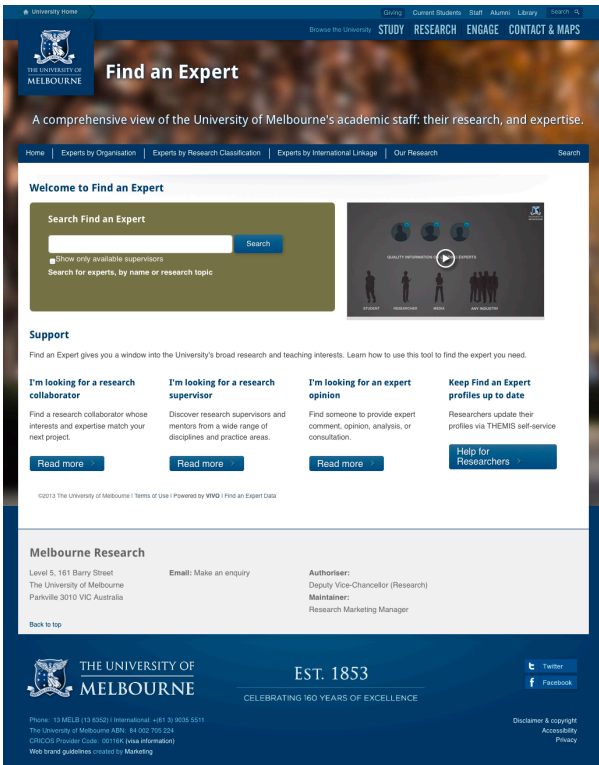 University Home
Giving Current Students Staff Alumni Library Search
Browse the University STUDY RESEARCH ENGAGE CONTACT & MAPS
THE UNIVERSITY OF
MELBOURNE
Find an Expert
A comprehensive view of the University of Melbourne's academic staff: their research, and expertise.
Home | Experts by Organisation | Experts by Research Classification | Experts by International Linkage | Our Research
Search
Welcome to Find an Expert
Search Find an Expert
Search
Show only available supervisors
Search for experts, by name or research topic
QUALITY INFORMATION EXPERTS
STUDENT RESEARCHER MEDIA ANY INDUSTRY
Support
Find an Expert gives you a window into the University's broad research and teaching interests. Learn how to use this tool to find the expert you need.
I'm looking for a research
collaborator
Find a research collaborator whose
interests and expertise match your
next project.
Read more
I'm looking for a research
supervisor
Discover research supervisors and
mentors from a wide range of
disciplines and practice areas.
Read more
I'm looking for an expert
opinion
Find someone to provide expert
comment, opinion, analysis, or
consultation.
Read more
Keep Find an Expert
profiles up to date
Researchers update their
profiles via THEMIS self-service
Help for
Researchers
©2013 The University of Melbourne | Terms of Use | Powered by VIVO | Find an Expert Data
Melbourne Research
Level 5, 161 Barry Street
The University of Melbourne
Parkville 3010 VIC Australia
Email: Make an enquiry
Authoriser:
Deputy Vice-Chancellor (Research)
Maintainer:
Research Marketing Manager
Back to top
THE UNIVERSITY OF
MELBOURNE
EST. 1853
CELEBRATING 160 YEARS OF EXCELLENCE
Twitter
Facebook
Phone: 13 MELB (13 6352) | International: +(61 3) 9035 5511
The University of Melbourne ABN: 84 002 705 224
CRICOS Provider Code: 00116K (visa information)
Web brand guidelines created by Marketing
Disclaimer & copyright
Accessibility
Privacy